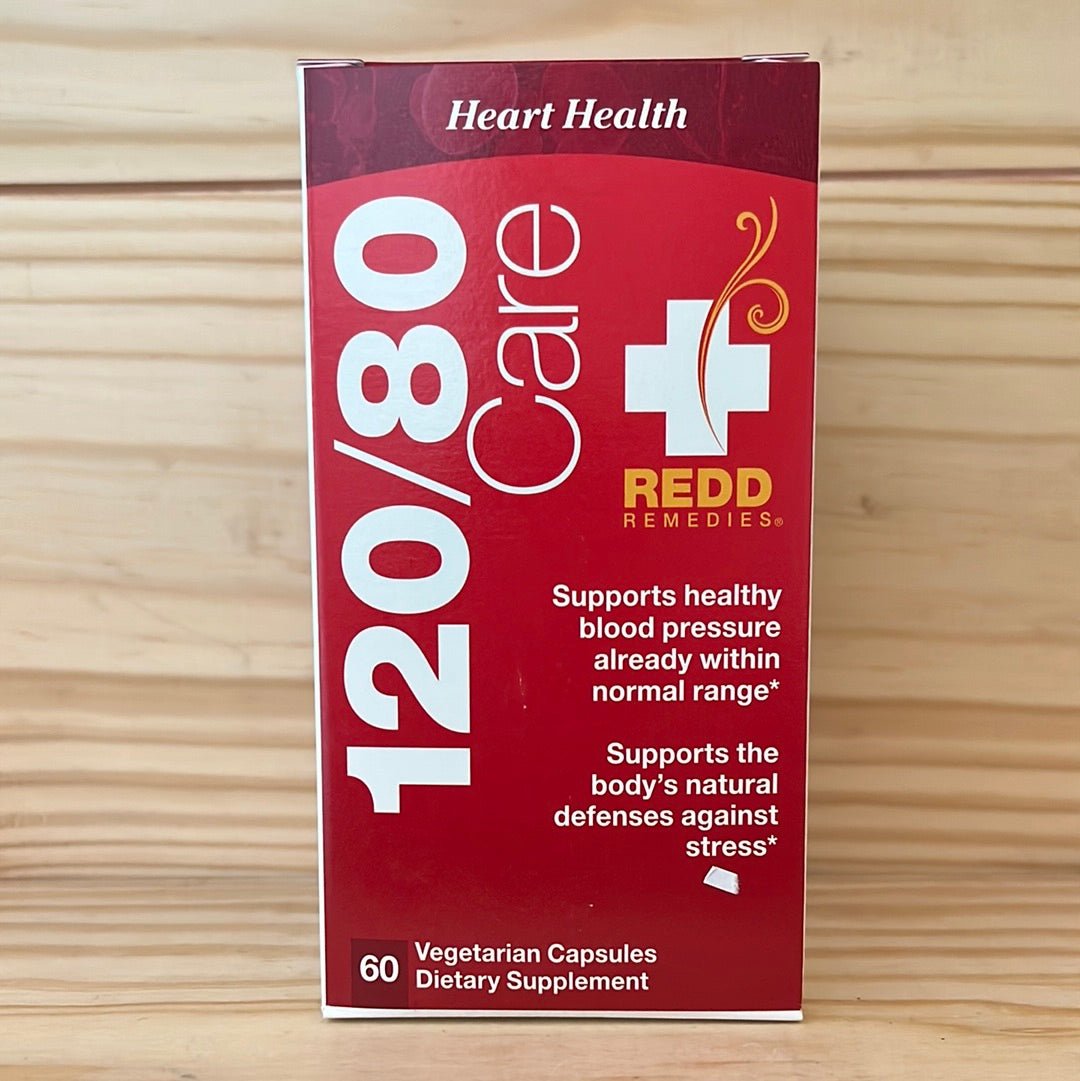 Heart Health
120/80
Care
REDD
REMEDIES®
Supports healthy
blood pressure
already within
normal range*
Supports the
body's natural
defenses against
stress*
60
Vegetarian Capsules
Dietary Supplement